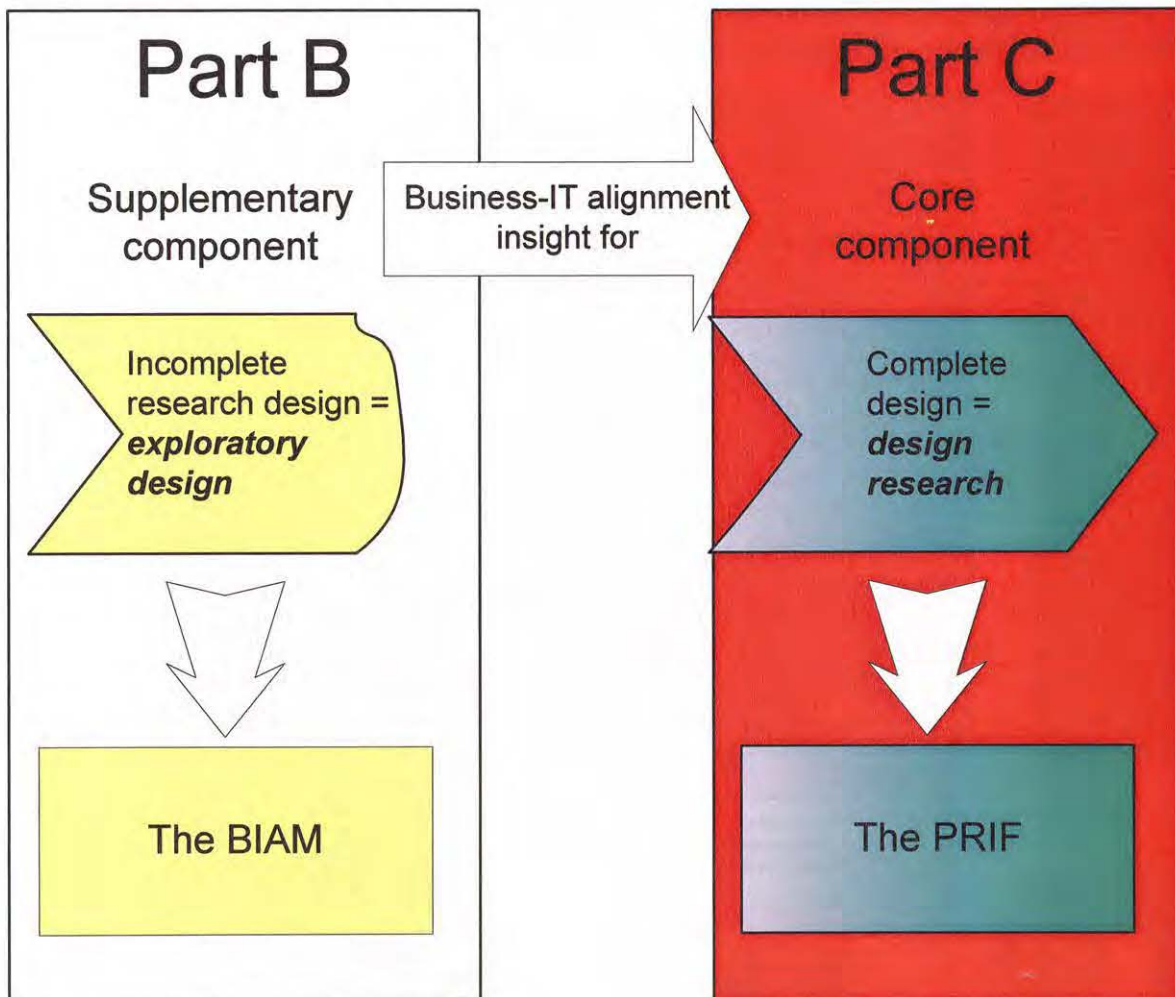 Part B
Supplementary
component
Incomplete
research design =
exploratory
design
The BIAM
Business-IT alignment
insight for
Part C
Core
component
Complete
design =
design
research
The PRIF